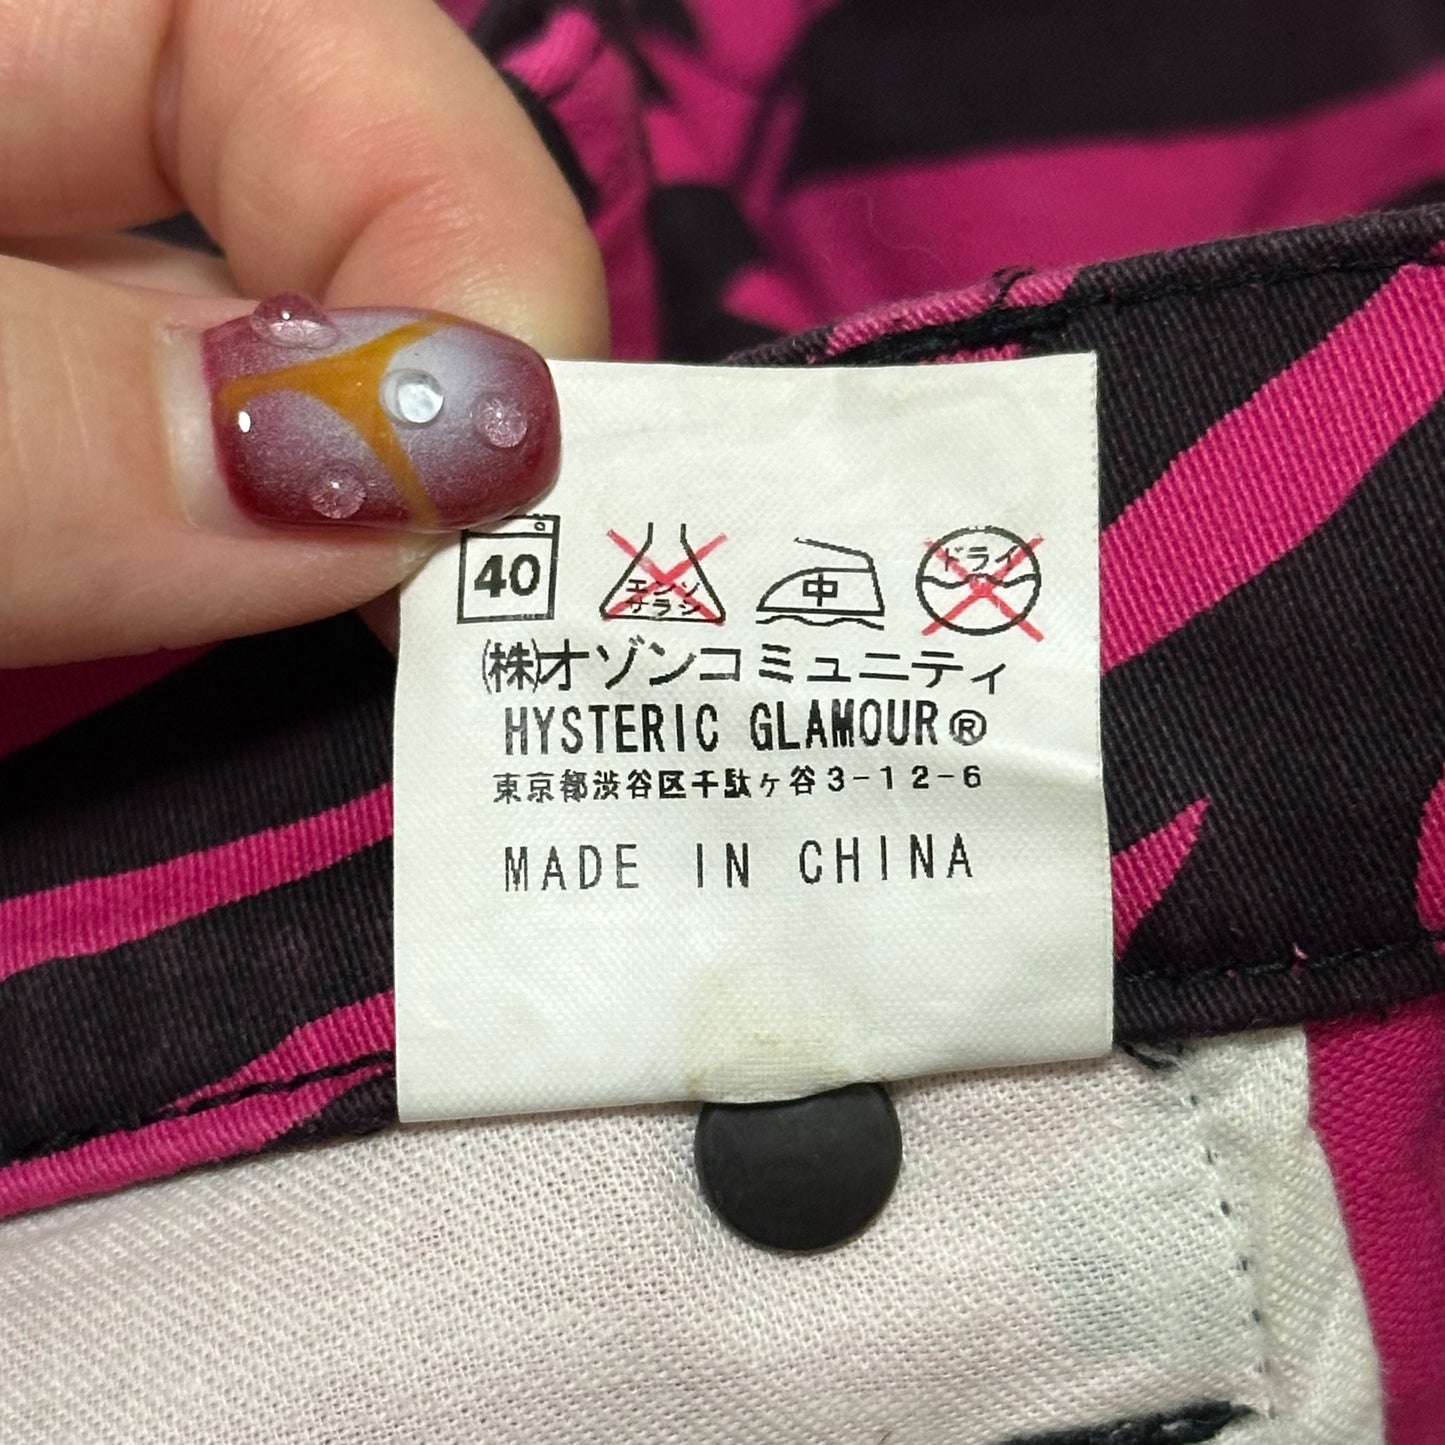 40 エンソ サラシ 中 ドライ
㈱オゾンコミュニティ
HYSTERIC GLAMOUR®
東京都渋谷区千駄ヶ谷3-12-6
MADE IN CHINA